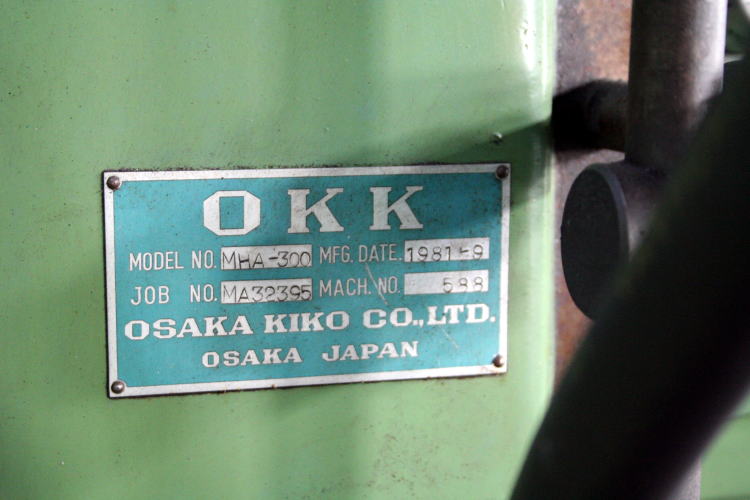 OKK
MODEL NO. MHA-300 MFG. DATE. 1981-9
JOB NO. MA32395 MACH. NO. 588
OSAKA KIKO CO., LTD.
OSAKA JAPAN